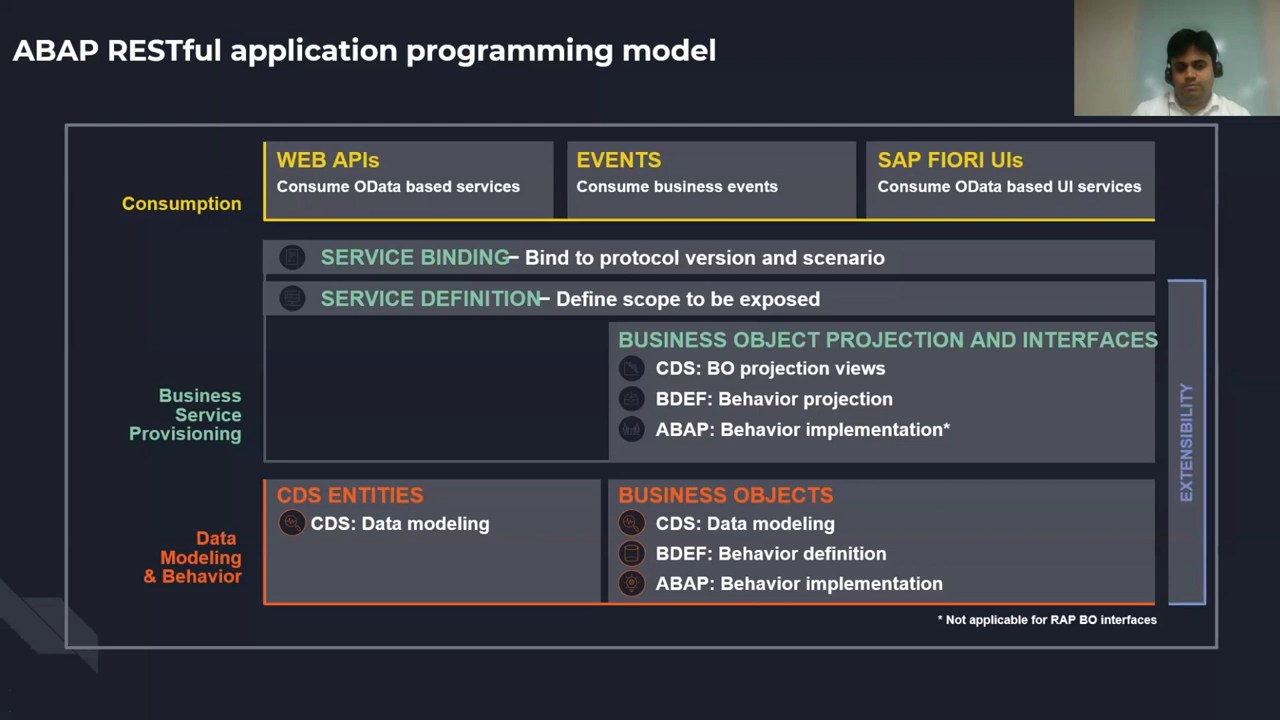 ABAP RESTful application programming model
Consumption
WEB APIs
Consume OData based services
EVENTS
Consume business events
SAP FIORI UIs
Consume OData based UI services
SERVICE BINDING– Bind to protocol version and scenario
SERVICE DEFINITION– Define scope to be exposed
Business
Service
Provisioning
BUSINESS OBJECT PROJECTION AND INTERFACES
CDS: BO projection views
BDEF: Behavior projection
ABAP: Behavior implementation*
EXTENSIBILITY
Data
Modeling
& Behavior
CDS ENTITIES
CDS: Data modeling
BUSINESS OBJECTS
CDS: Data modeling
BDEF: Behavior definition
ABAP: Behavior implementation
* Not applicable for RAP BO interfaces